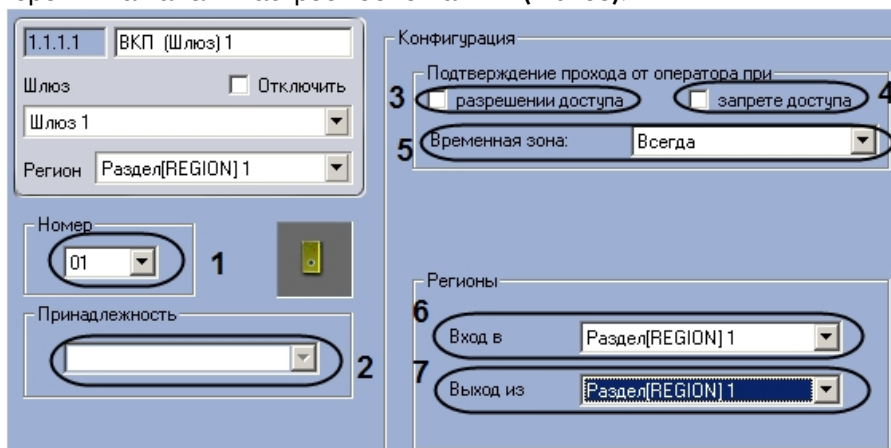 1.1.1.1 ВКП (Шлюз) 1
Шлюз Отключить
Шлюз 1
Регион Раздел[REGION] 1
Номер
01 1
Принадлежность
2
Конфигурация
Подтверждение прохода от оператора при
3 разрешении доступа запрете доступа 4
5 Временная зона: Всегда
Регионы
6
Вход в Раздел[REGION] 1
7
Выход из Раздел[REGION] 1